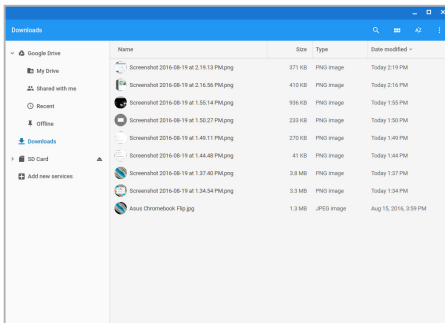 Downloads
AZ
Google Drive
My Drive
Shared with me
Recent
Offline
Downloads
SD Card
Add new services
Name Size Type Date modified
Screenshot 2016-08-19 at 2.19.13 PM.png 371 KB PNG image Today 2:19 PM
Screenshot 2016-08-19 at 2.16.56 PM.png 410 KB PNG image Today 2:16 PM
Screenshot 2016-08-19 at 1.55.14 PM.png 936 KB PNG image Today 1:55 PM
Screenshot 2016-08-19 at 1.50.27 PM.png 233 KB PNG image Today 1:50 PM
Screenshot 2016-08-19 at 1.49.11 PM.png 270 KB PNG image Today 1:49 PM
Screenshot 2016-08-19 at 1.44.48 PM.png 41 KB PNG image Today 1:44 PM
Screenshot 2016-08-19 at 1.37.40 PM.png 3.8 MB PNG image Today 1:37 PM
Screenshot 2016-08-19 at 1.34.54 PM.png 3.3 MB PNG image Today 1:34 PM
Asus Chromebook Flip.jpg 1.3 MB JPEG image Aug 15, 2016, 3:59 PM